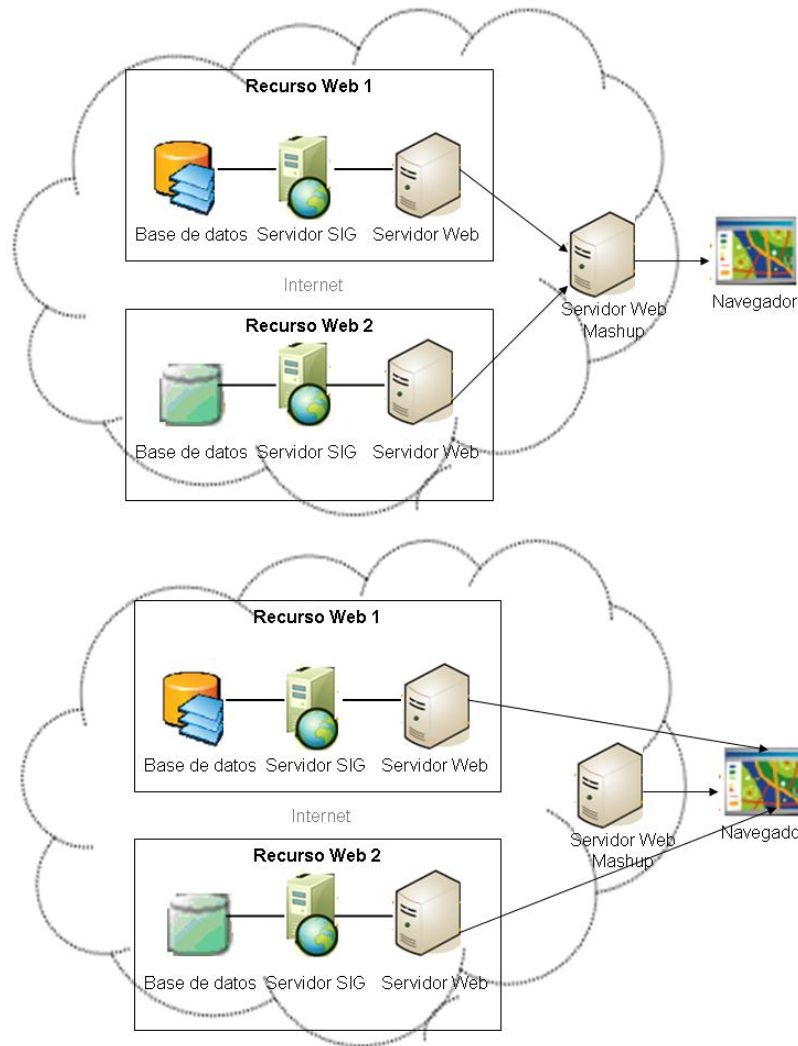 Recurso Web 1
Base de datos Servidor SIG Servidor Web
Internet
Servidor Web
Mashup
Navegador
Recurso Web 2
Base de datos Servidor SIG Servidor Web
Recurso Web 1
Base de datos Servidor SIG Servidor Web
Internet
Servidor Web
Mashup
Navegado
Recurso Web 2
Base de datos Servidor SIG Servidor Web